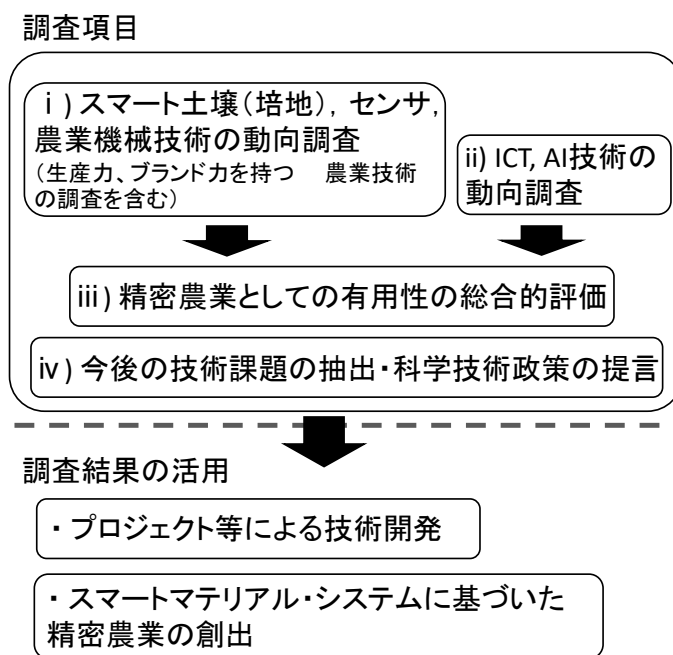 調査項目
ⅰ) スマート土壌(培地), センサ,
農業機械技術の動向調査
(生産力、ブランド力を持つ　農業技術
の調査を含む)
ii) ICT, AI技術の
動向調査
iii) 精密農業としての有用性の総合的評価
iv) 今後の技術課題の抽出・科学技術政策の提言
調査結果の活用
・プロジェクト等による技術開発
・スマートマテリアル・システムに基づいた
精密農業の創出